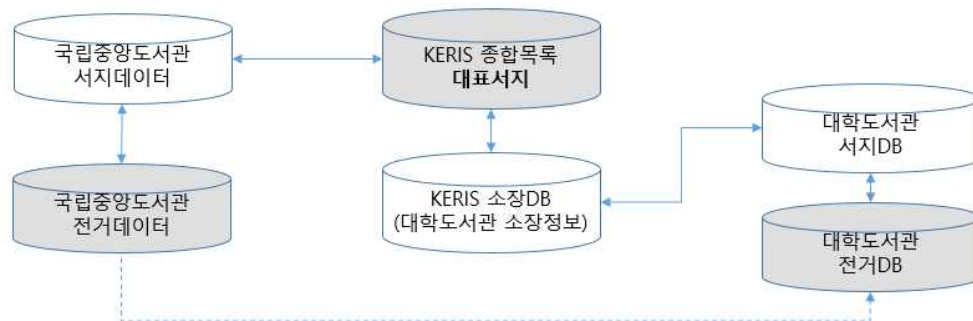 국립중앙도서관
서지데이터
KERIS 종합목록
대표서지
대학도서관
서지DB
국립중앙도서관
전거데이터
KERIS 소장DB
(대학도서관 소장정보)
대학도서관
전거DB